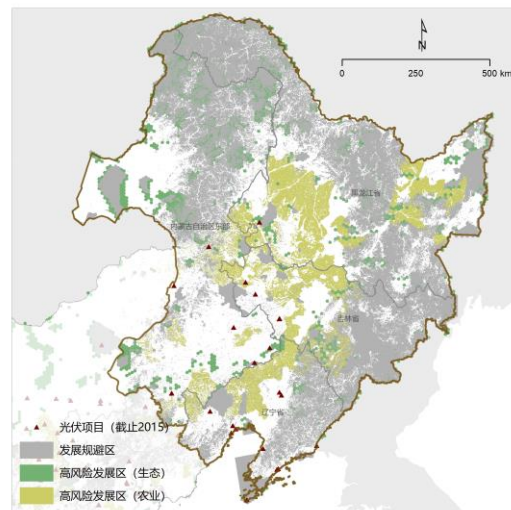 N
0 250 500 km
黑龙江省
内蒙古自治区东部
吉林省
辽宁省
光伏项目（截止2015）
发展规避区
高风险发展区（生态）
高风险发展区（农业）